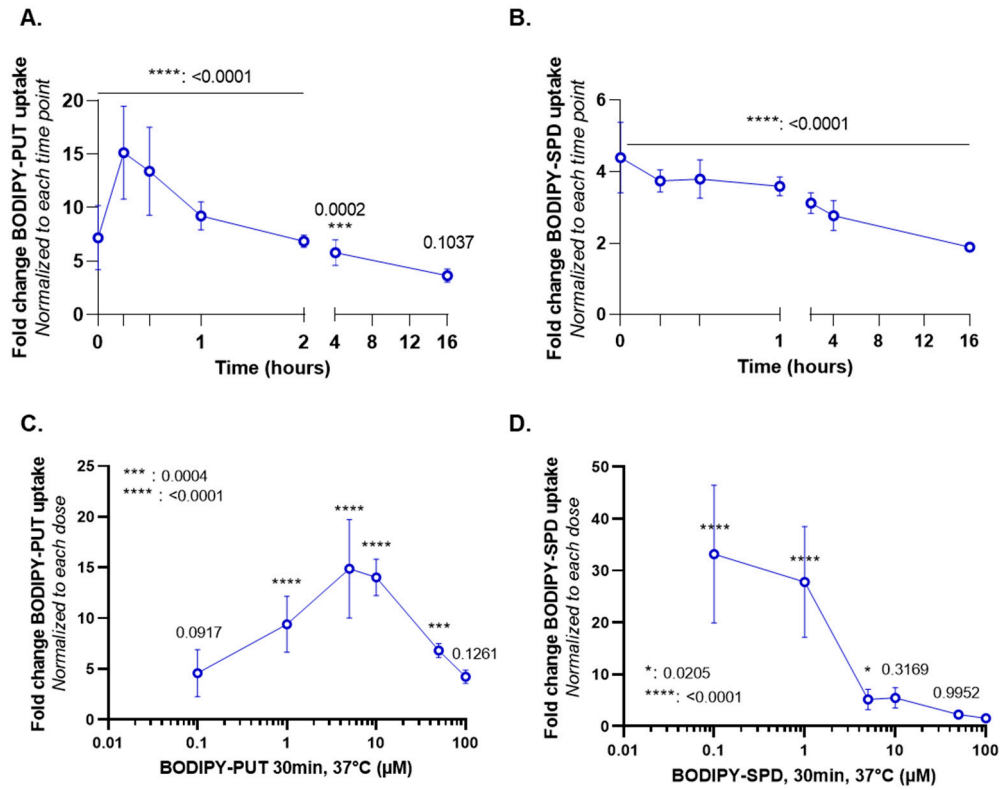 A.
Fold change BODIPY-PUT uptake
Normalized to each time point
****: <0.0001
20
15
10
5
0
0.0002
***
0.1037
0 1 2 4 8 12 16
Time (hours)
B.
Fold change BODIPY-SPD uptake
Normalized to each time point
****: <0.0001
6
4
2
0
0 1 4 8 12 16
Time (hours)
C.
Fold change BODIPY-PUT uptake
Normalized to each dose
*** : 0.0004
**** : <0.0001
25
20
15
10
5
0
0.0917
****
****
****
***
0.1261
0.01 0.1 1 10 100
BODIPY-PUT 30min, 37°C (µM)
D.
Fold change BODIPY-SPD uptake
Normalized to each dose
50
40
30
20
10
0
****
****
*
0.3169
0.9952
*: 0.0205
****: <0.0001
0.01 0.1 1 10 100
BODIPY-SPD, 30min, 37°C (µM)